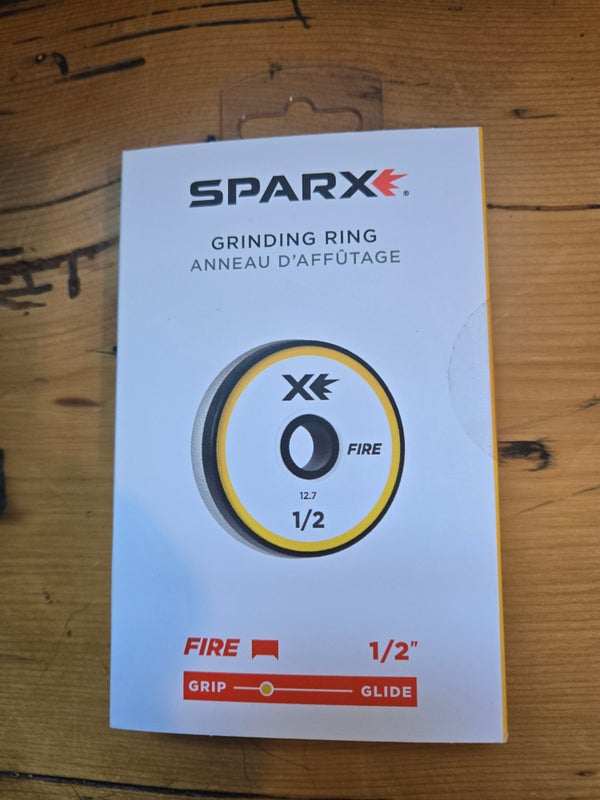 SPARX®
GRINDING RING
ANNEAU D'AFFÛTAGE
X
FIRE
12.7
1/2
FIRE 1/2"
GRIP GLIDE